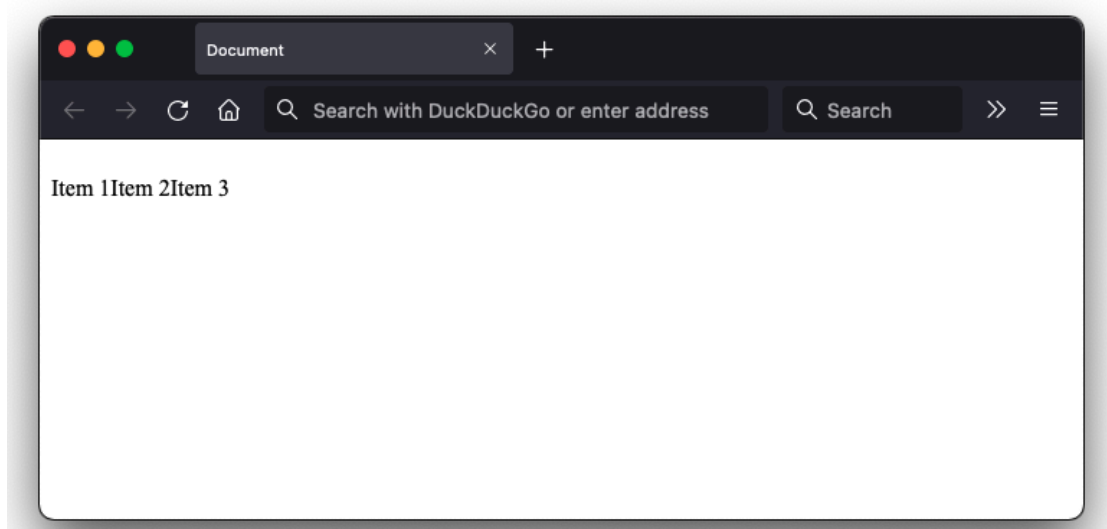 Document
Search with DuckDuckGo or enter address
Search
Item 1Item 2Item 3